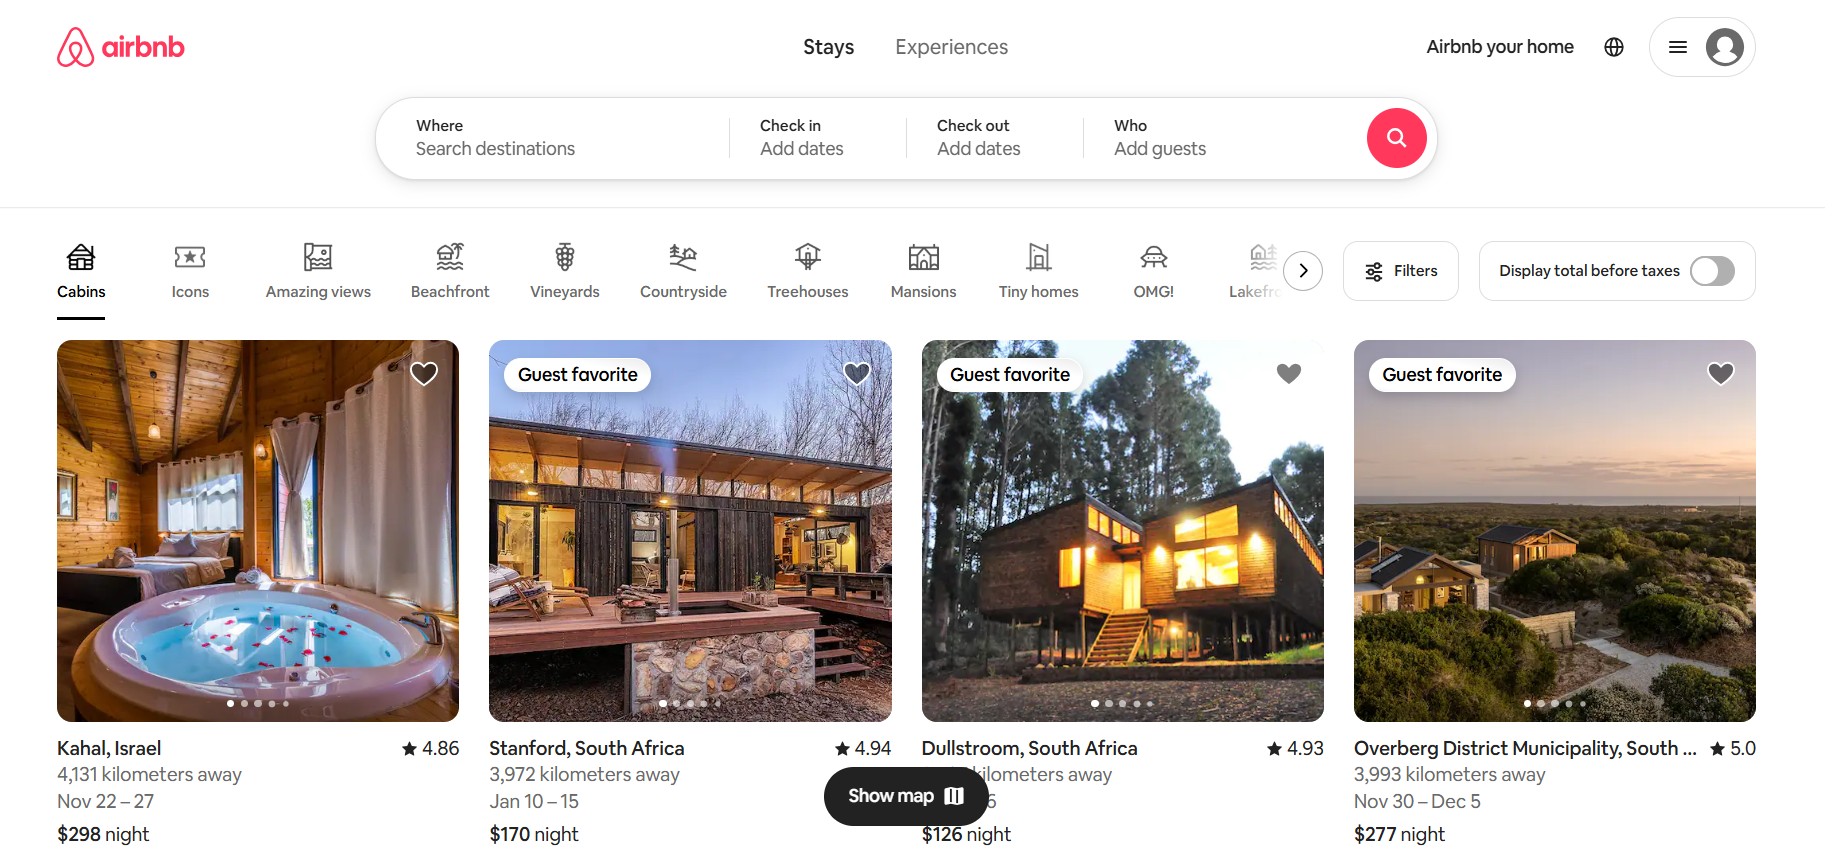 airbnb
Stays
Experiences
Airbnb your home
Where
Search destinations
Check in
Add dates
Check out
Add dates
Who
Add guests
Cabins
Icons
Amazing views
Beachfront
Vineyards
Countryside
Treehouses
Mansions
Tiny homes
OMG!
Filters
Display total before taxes
Guest favorite
Guest favorite
Guest favorite
Kahal, Israel
4.86
4,131 kilometers away
Nov 22 – 27
$298 night
Stanford, South Africa
4.94
3,972 kilometers away
Jan 10 – 15
$170 night
Dullstroom, South Africa
4.93
kilometers away
$126 night
Overberg District Municipality, South ...
5.0
3,993 kilometers away
Nov 30 – Dec 5
$277 night
Show map